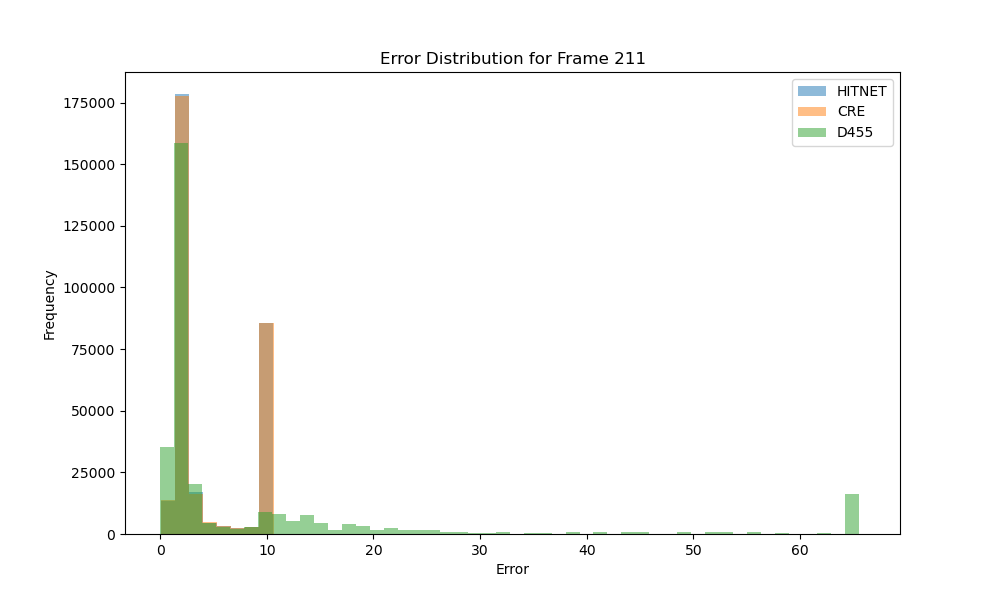 Error Distribution for Frame 211
HITNET
CRE
D455
175000
150000
125000
100000
75000
50000
25000
0
Frequency
0 10 20 30 40 50 60
Error